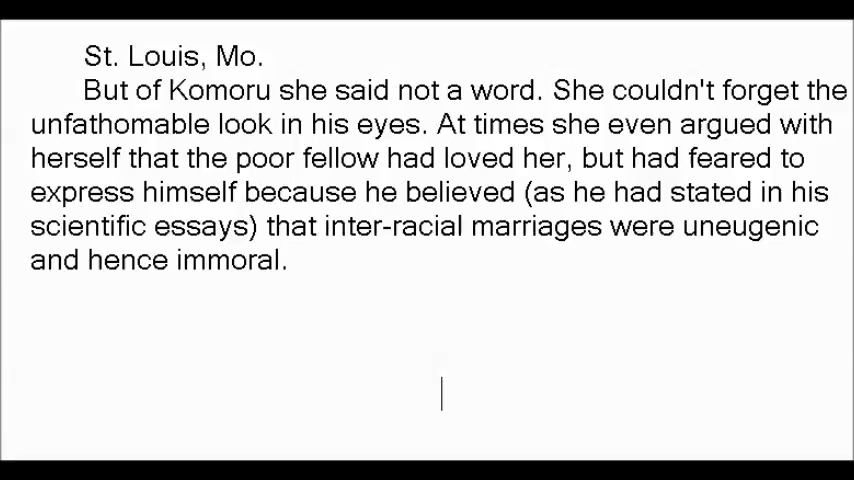 St. Louis, Mo.
But of Komoru she said not a word. She couldn't forget the
unfathomable look in his eyes. At times she even argued with
herself that the poor fellow had loved her, but had feared to
express himself because he believed (as he had stated in his
scientific essays) that inter-racial marriages were uneugenic
and hence immoral.